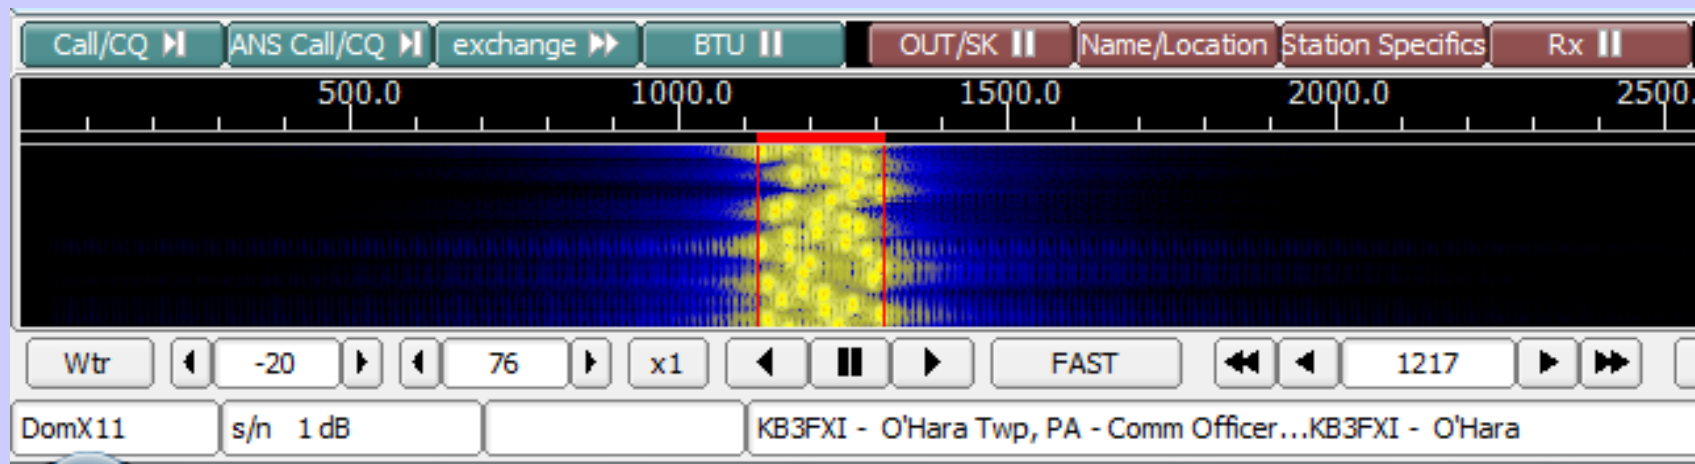 Call/CQ ANS Call/CQ exchange BTU OUT/SK Name/Location Station Specifics Rx
500.0 1000.0 1500.0 2000.0 2500.
Wtr -20 76 x1 FAST 1217
DomX11 s/n 1 dB KB3FXI - O'Hara Twp, PA - Comm Officer...KB3FXI - O'Hara